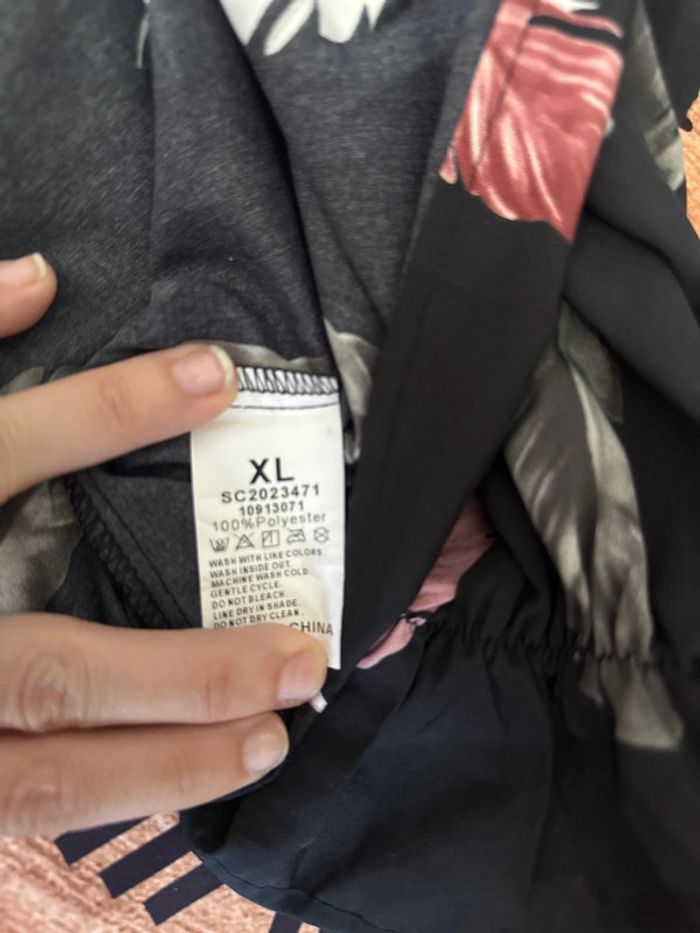 XL
SC2023471
10913071
100%Polyester
WASH WITH LIKE COLORS.
WASH INSIDE OUT.
MACHINE WASH COLD
GENTLE CYCLE.
DO NOT BLEACH.
LINE DRY IN SHADE.
DO NOT DRY CLEAN.
CHINA